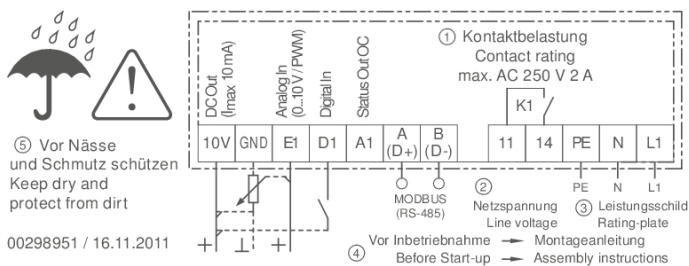 ⑤ Vor Nässe
und Schmutz schützen
Keep dry and
protect from dirt
00298951 / 16.11.2011
DC Out
(Imax 10 mA)
Analog In
(0...10 V / PWM)
Digital In
Status Out OC
① Kontaktbelastung
Contact rating
max. AC 250 V 2 A
K1
10V GND E1 D1 A1 A (D+) B (D-) 11 14 PE N L1
MODBUS
(RS-485)
PE N L1
②
Netzspannung
Line voltage
③ Leistungsschild
Rating-plate
④ Vor Inbetriebnahme → Montageanleitung
Before Start-up → Assembly instructions